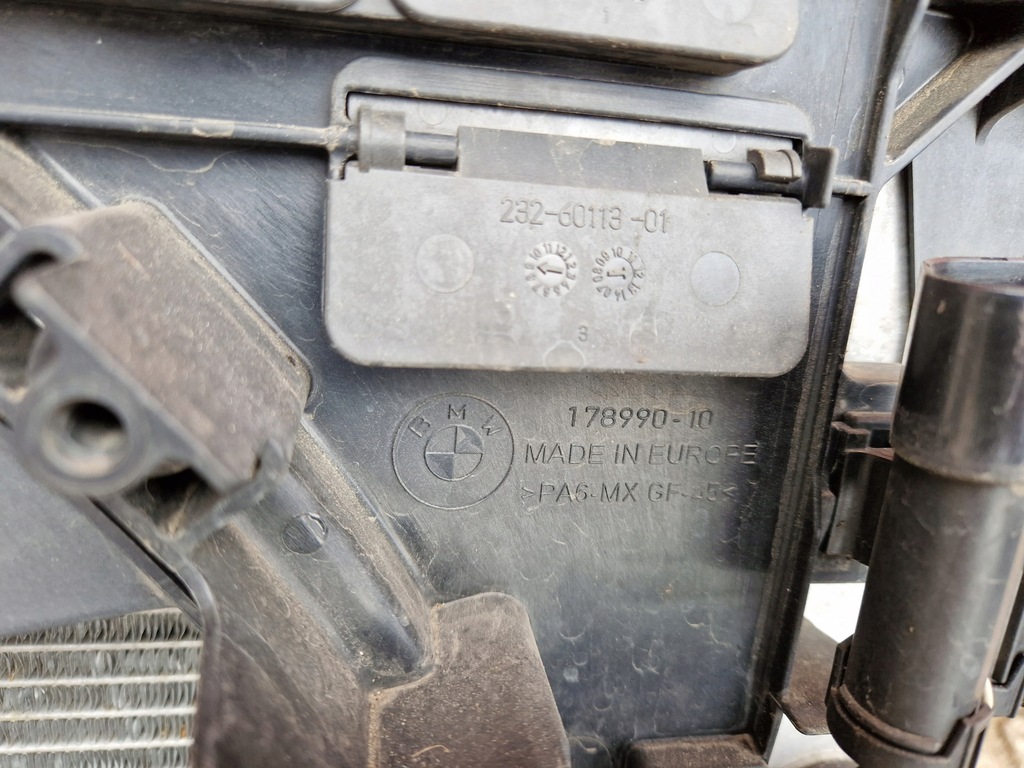 232-60113-01
3
BMW
178990-10
MADE IN EUROPE